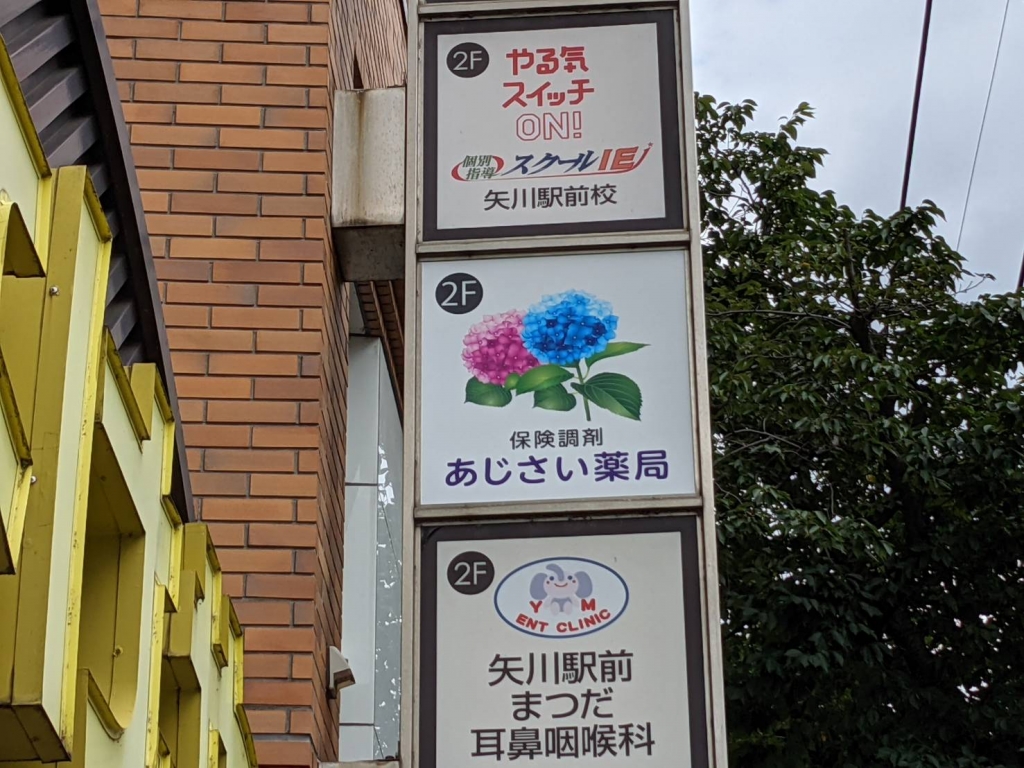 2F
やる気
スイッチ
ON!
個別
指導
スクールIE
矢川駅前校
2F
保険調剤
あじさい薬局
2F
Y M
ENT CLINIC
矢川駅前
まつだ
耳鼻咽喉科